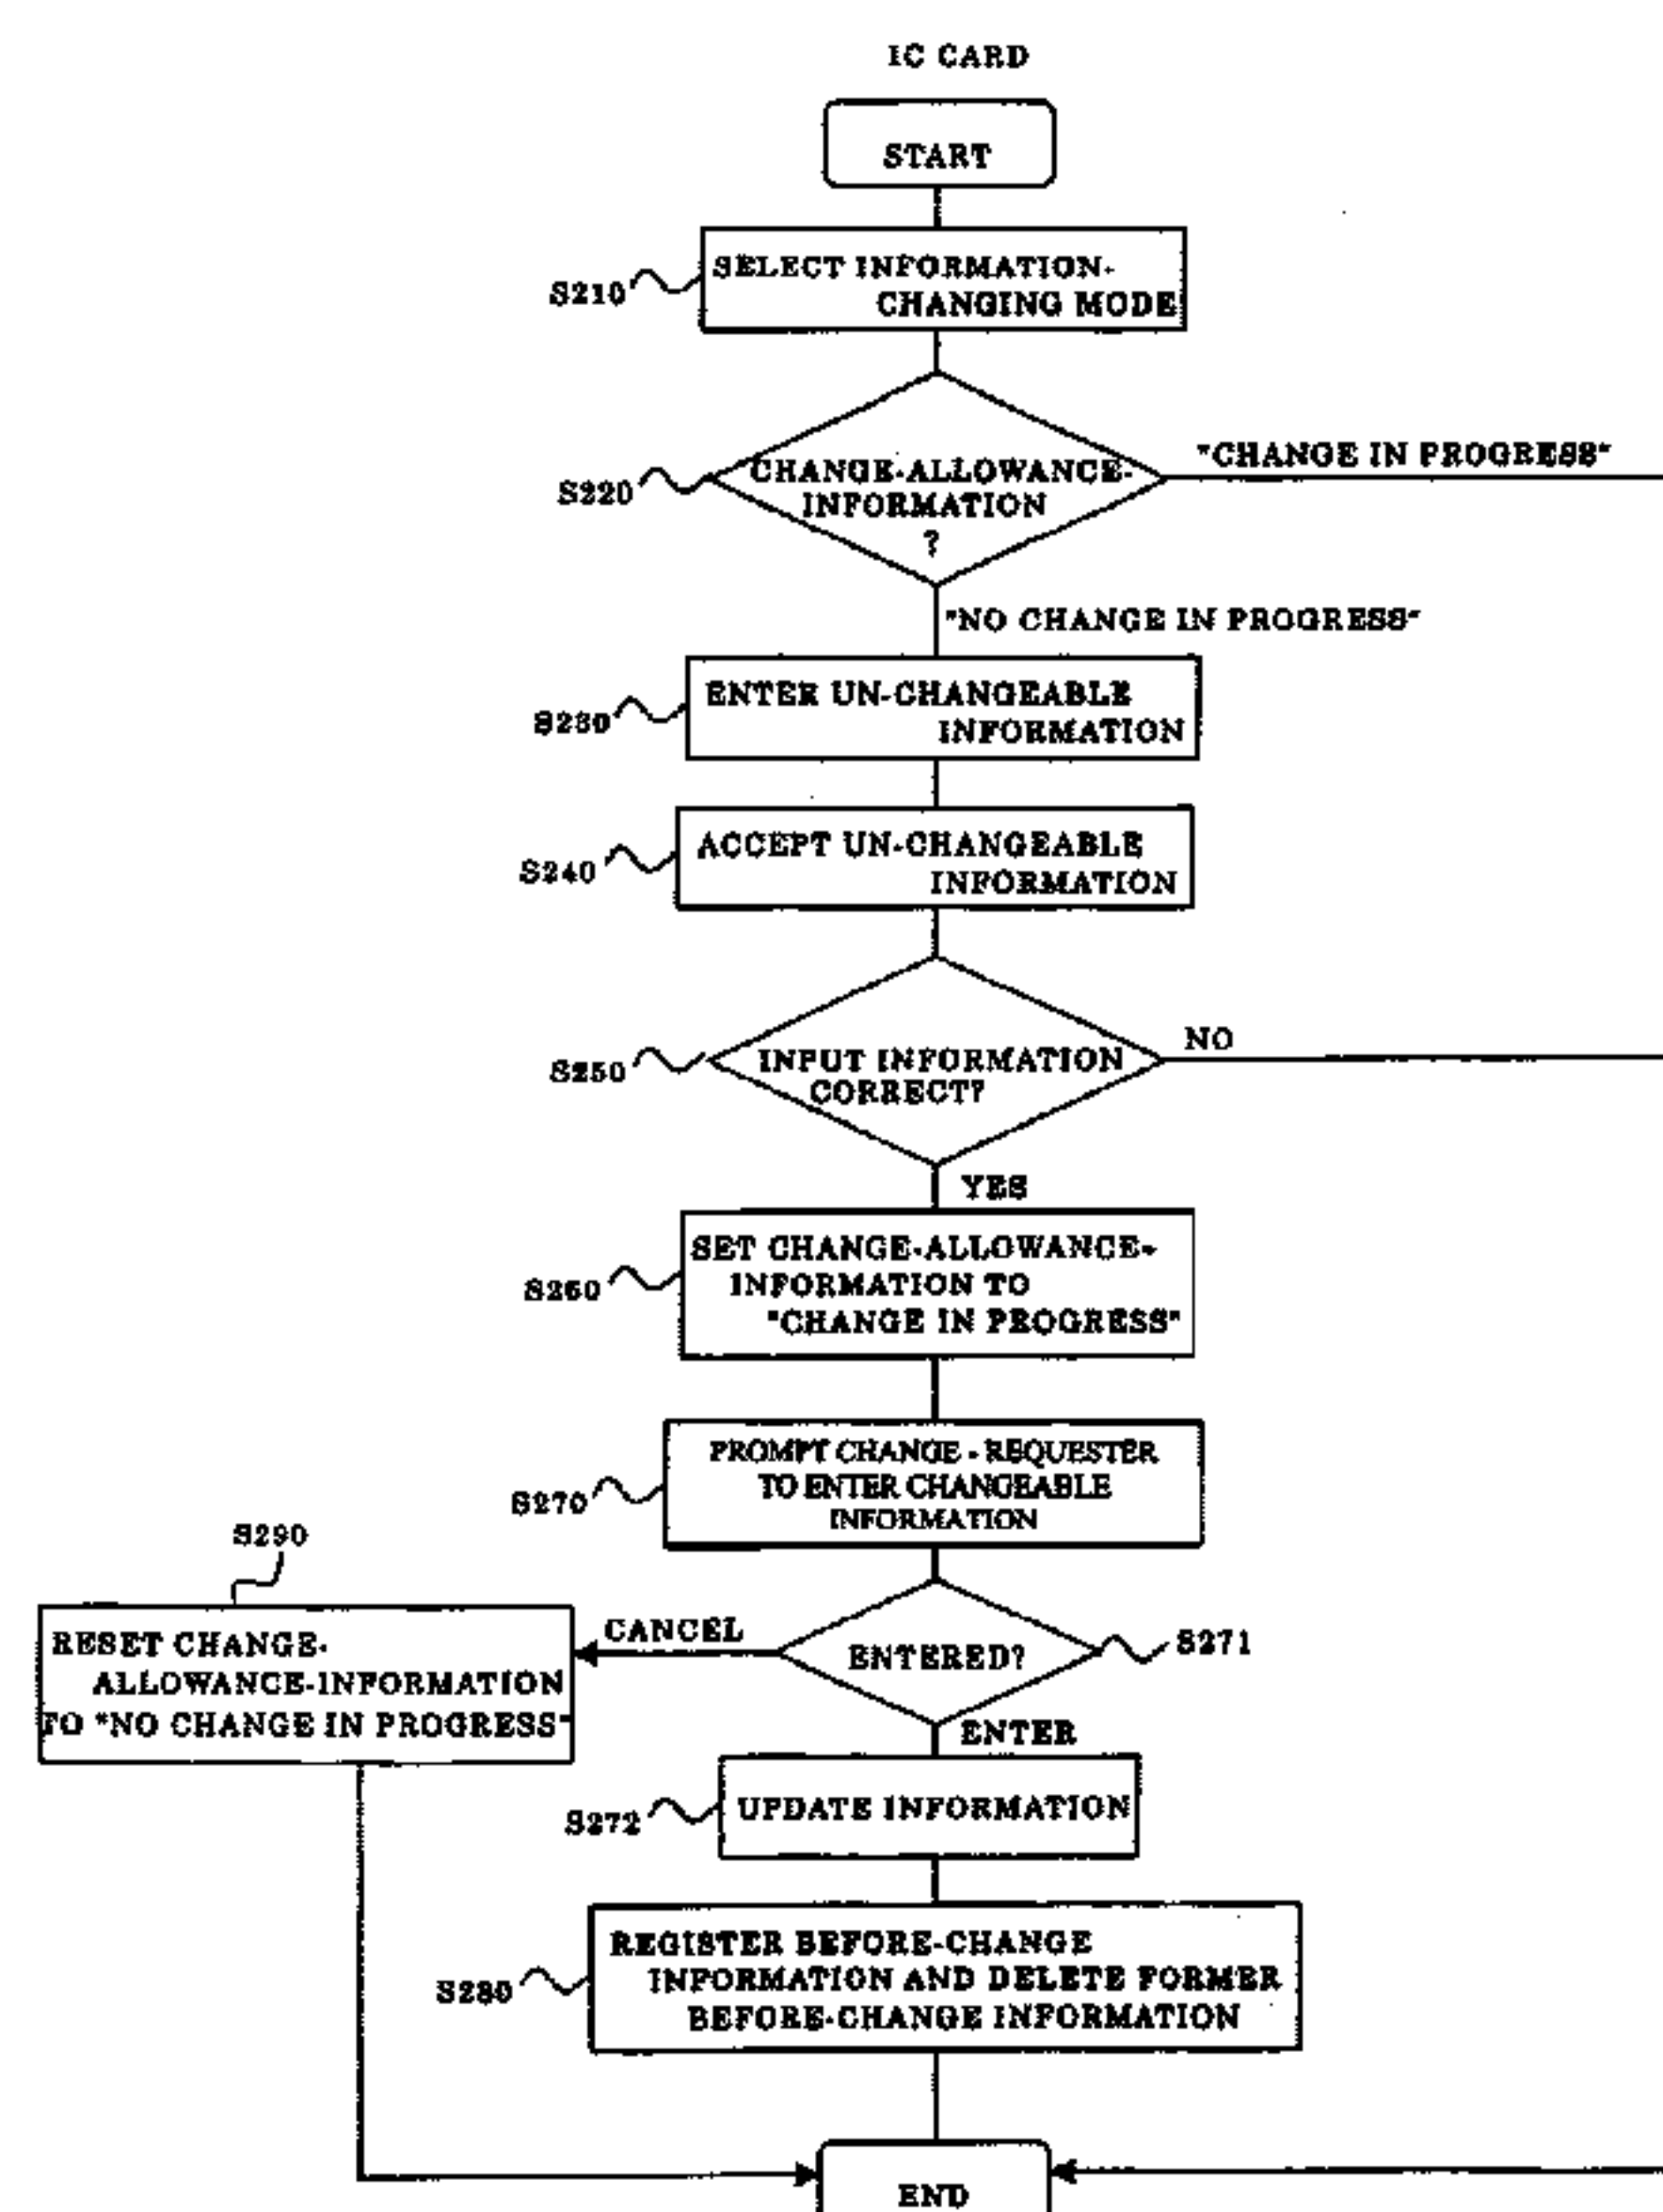 IC CARD
START
S210
SELECT INFORMATION-
CHANGING MODE
S220
CHANGE-ALLOWANCE-
INFORMATION
?
"CHANGE IN PROGRESS"
"NO CHANGE IN PROGRESS"
S230
ENTER UN-CHANGEABLE
INFORMATION
S240
ACCEPT UN-CHANGEABLE
INFORMATION
S250
INPUT INFORMATION
CORRECT?
NO
YES
S260
SET CHANGE-ALLOWANCE-
INFORMATION TO
"CHANGE IN PROGRESS"
S270
PROMPT CHANGE - REQUESTER
TO ENTER CHANGEABLE
INFORMATION
S290
RESET CHANGE-
ALLOWANCE-INFORMATION
TO "NO CHANGE IN PROGRESS"
CANCEL
ENTERED?
S271
ENTER
S272
UPDATE INFORMATION
S280
REGISTER BEFORE-CHANGE
INFORMATION AND DELETE FORMER
BEFORE-CHANGE INFORMATION
END